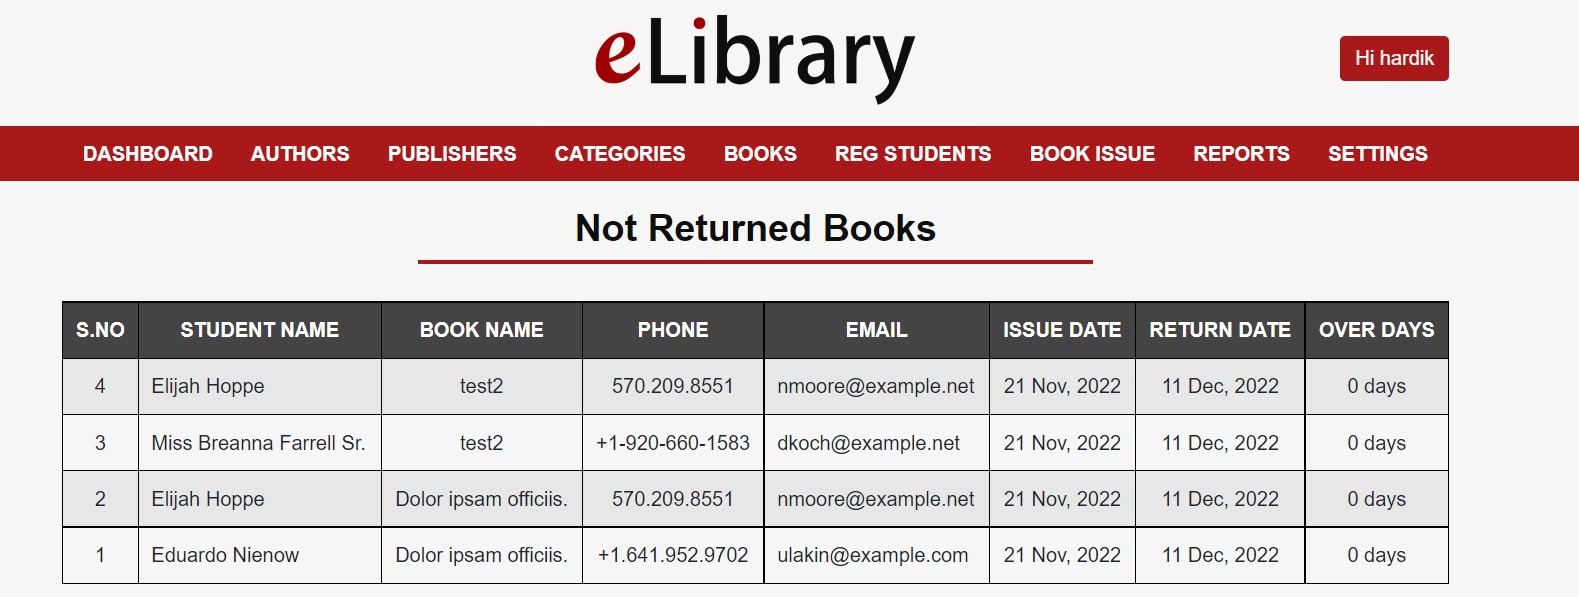 eLibrary
Hi hardik
DASHBOARD AUTHORS PUBLISHERS CATEGORIES BOOKS REG STUDENTS BOOK ISSUE REPORTS SETTINGS
Not Returned Books
S.NO STUDENT NAME BOOK NAME PHONE EMAIL ISSUE DATE RETURN DATE OVER DAYS
4 Elijah Hoppe test2 570.209.8551 nmoore@example.net 21 Nov, 2022 11 Dec, 2022 0 days
3 Miss Breanna Farrell Sr. test2 +1-920-660-1583 dkoch@example.net 21 Nov, 2022 11 Dec, 2022 0 days
2 Elijah Hoppe Dolor ipsam officiis. 570.209.8551 nmoore@example.net 21 Nov, 2022 11 Dec, 2022 0 days
1 Eduardo Nienow Dolor ipsam officiis. +1.641.952.9702 ulakin@example.com 21 Nov, 2022 11 Dec, 2022 0 days